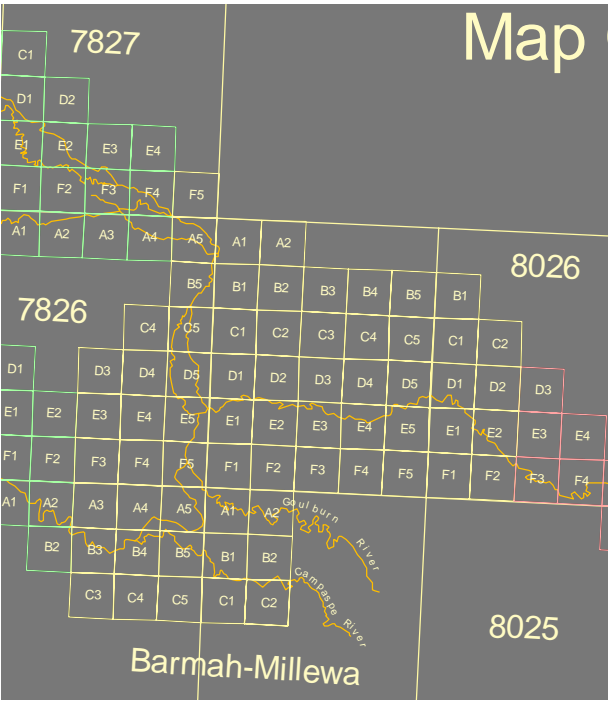 Map
7827
C1
D1 D2
E1 E2 E3 E4
F1 F2 F3 F4 F5
A1 A2 A3 A4 A5 A1 A2
8026
B5 B1 B2 B3 B4 B5 B1
7826
C4 C5 C1 C2 C3 C4 C5 C1 C2
D1 D3 D4 D5 D1 D2 D3 D4 D5 D1 D2 D3
E1 E2 E3 E4 E5 E1 E2 E3 E4 E5 E1 E2 E3 E4
F1 F2 F3 F4 F5 F1 F2 F3 F4 F5 F1 F2 F3 F4
A1 A2 A3 A4 A5 A1 A2
Goulburn River
B2 B3 B4 B5 B1 B2
C3 C4 C5 C1 C2
Campaspe River
8025
Barmah-Millewa